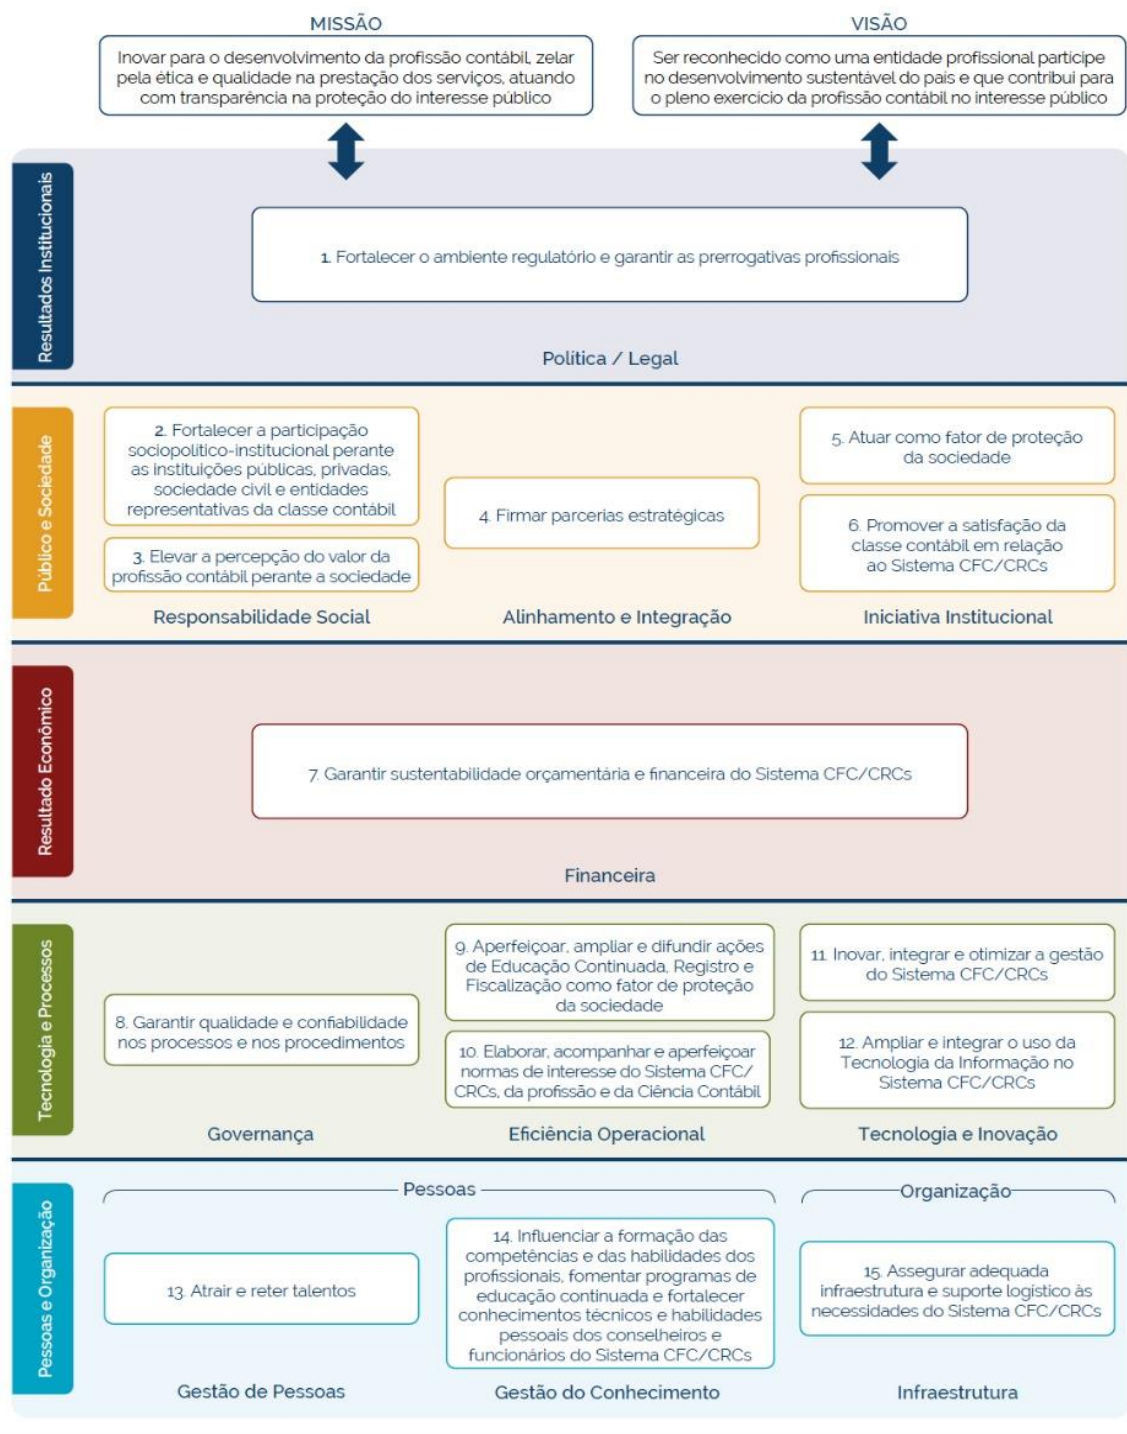 MISSÃO
Inovar para o desenvolvimento da profissão contábil, zelar
pela ética e qualidade na prestação dos serviços, atuando
com transparência na proteção do interesse público
VISÃO
Ser reconhecido como uma entidade profissional partícipe
no desenvolvimento sustentável do país e que contribui para
o pleno exercício da profissão contábil no interesse público
Resultados Institucionais
1. Fortalecer o ambiente regulatório e garantir as prerrogativas profissionais
Política / Legal
Público e Sociedade
2. Fortalecer a participação
sociopolítico-institucional perante
as instituições públicas, privadas,
sociedade civil e entidades
representativas da classe contábil
3. Elevar a percepção do valor da
profissão contábil perante a sociedade
Responsabilidade Social
4. Firmar parcerias estratégicas
Alinhamento e Integração
5. Atuar como fator de proteção
da sociedade
6. Promover a satisfação da
classe contábil em relação
ao Sistema CFC/CRCs
Iniciativa Institucional
Resultado Econômico
7. Garantir sustentabilidade orçamentária e financeira do Sistema CFC/CRCs
Financeira
Tecnologia e Processos
8. Garantir qualidade e confiabilidade
nos processos e nos procedimentos
Governança
9. Aperfeiçoar, ampliar e difundir ações
de Educação Continuada, Registro e
Fiscalização como fator de proteção
da sociedade
10. Elaborar, acompanhar e aperfeiçoar
normas de interesse do Sistema CFC/
CRCs, da profissão e da Ciência Contábil
Eficiência Operacional
11. Inovar, integrar e otimizar a gestão
do Sistema CFC/CRCs
12. Ampliar e integrar o uso da
Tecnologia da Informação no
Sistema CFC/CRCs
Tecnologia e Inovação
Pessoas e Organização
Pessoas
13. Atrair e reter talentos
Gestão de Pessoas
14. Influenciar a formação das
competências e das habilidades dos
profissionais, fomentar programas de
educação continuada e fortalecer
conhecimentos técnicos e habilidades
pessoais dos conselheiros e
funcionários do Sistema CFC/CRCs
Gestão do Conhecimento
Organização
15. Assegurar adequada
infraestrutura e suporte logístico às
necesidades do Sistema CFC/CRCs
Infraestrutura